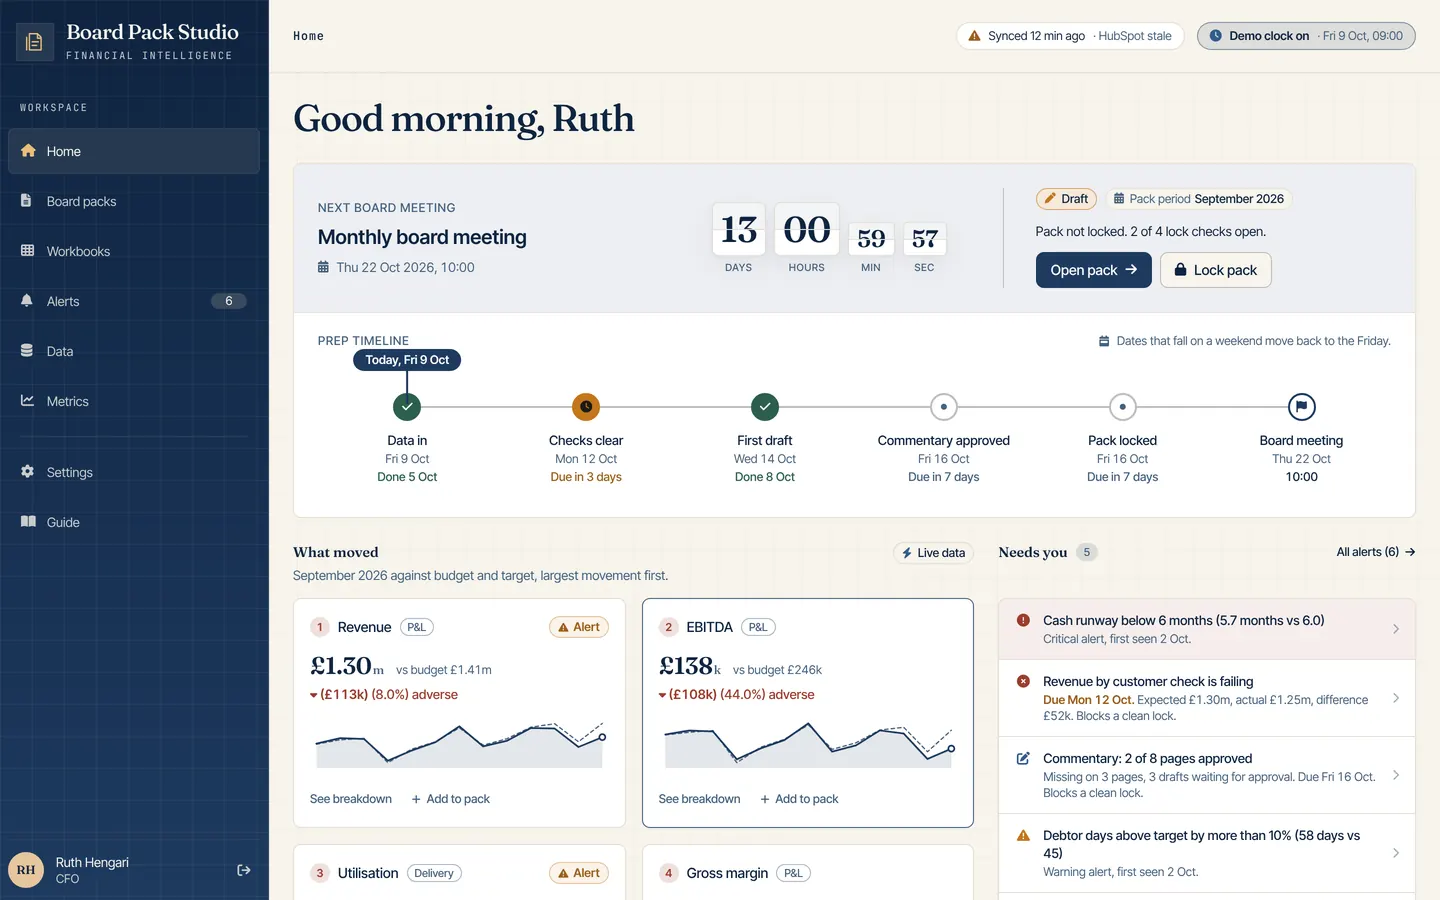 Board Pack Studio
FINANCIAL INTELLIGENCE
WORKSPACE
Home
Board packs
Workbooks
Alerts 6
Data
Metrics
Settings
Guide
RH
Ruth Hengari
CFO
Home
Synced 12 min ago · HubSpot stale
Demo clock on · Fri 9 Oct, 09:00
Good morning, Ruth
NEXT BOARD MEETING
Monthly board meeting
Thu 22 Oct 2026, 10:00
13 00 59 57
DAYS HOURS MIN SEC
Draft
Pack period September 2026
Pack not locked. 2 of 4 lock checks open.
Open pack →
Lock pack
PREP TIMELINE
Dates that fall on a weekend move back to the Friday.
Today, Fri 9 Oct
Data in
Fri 9 Oct
Done 5 Oct
Checks clear
Mon 12 Oct
Due in 3 days
First draft
Wed 14 Oct
Done 8 Oct
Commentary approved
Fri 16 Oct
Due in 7 days
Pack locked
Fri 16 Oct
Due in 7 days
Board meeting
Thu 22 Oct
10:00
What moved
Live data
September 2026 against budget and target, largest movement first.
1 Revenue P&L Alert
£1.30m vs budget £1.41m
(£113k) (8.0%) adverse
See breakdown + Add to pack
2 EBITDA P&L
£138k vs budget £246k
(£108k) (44.0%) adverse
See breakdown + Add to pack
3 Utilisation Delivery Alert
4 Gross margin P&L
Needs you 5
All alerts (6) →
Cash runway below 6 months (5.7 months vs 6.0)
Critical alert, first seen 2 Oct.
Revenue by customer check is failing
Due Mon 12 Oct. Expected £1.30m, actual £1.25m, difference
£52k. Blocks a clean lock.
Commentary: 2 of 8 pages approved
Missing on 3 pages, 3 drafts waiting for approval. Due Fri 16 Oct.
Blocks a clean lock.
Debtor days above target by more than 10% (58 days vs
45)
Warning alert, first seen 2 Oct.